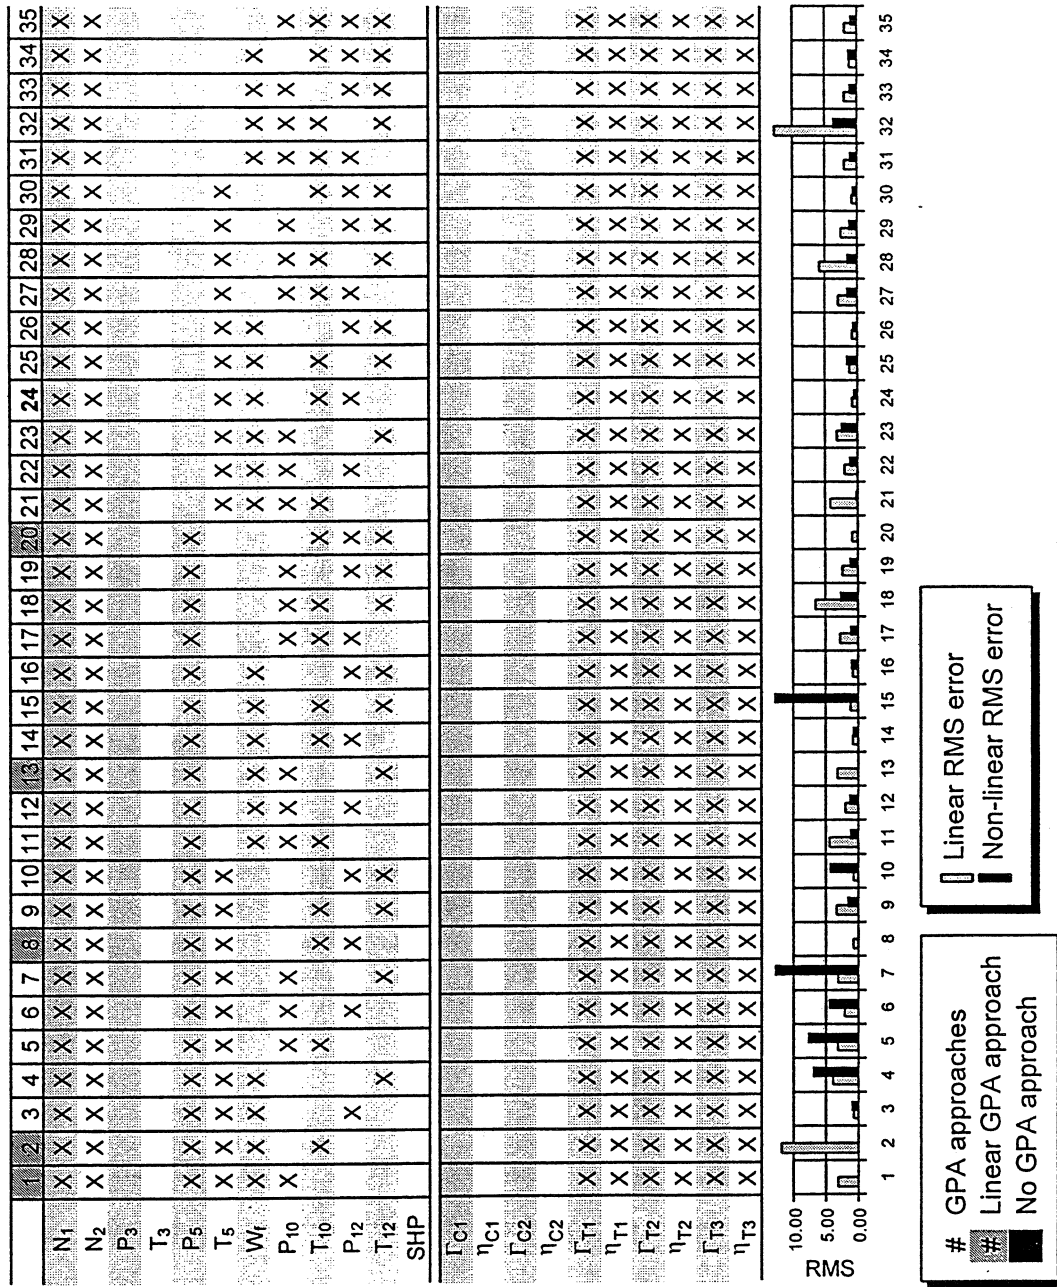 1 2 3 4 5 6 7 8 9 10 11 12 13 14 15 16 17 18 19 20 21 22 23 24 25 26 27 28 29 30 31 32 33 34 35
N1 X X X X X X X X X X X X X X X X X X X X X X X X X X X X X X X X X X X
N2 X X X X X X X X X X X X X X X X X X X X X X X X X X X X X X X X X X X
P3
T3
P5 X X X X X X X X X X X X X X X X X X X X
T5 X X X X X X X X X X X X X X X X X X X X
Wf X X X X X X X X X X X X X X X X X X X X
P10 X X X X X X X X X X X X X X X X X X X X
T10 X X X X X X X X X X X X X X X X X X X X
P12 X X X X X X X X X X X X X X X X X X X X
T12 X X X X X X X X X X X X X X X X X X X X
SHP
ΓC1
ηC1
ΓC2
ηC2
ΓT1 X X X X X X X X X X X X X X X X X X X X X X X X X X X X X X X X X X X
ηT1 X X X X X X X X X X X X X X X X X X X X X X X X X X X X X X X X X X X
ΓT2 X X X X X X X X X X X X X X X X X X X X X X X X X X X X X X X X X X X
ηT2 X X X X X X X X X X X X X X X X X X X X X X X X X X X X X X X X X X X
ΓT3 X X X X X X X X X X X X X X X X X X X X X X X X X X X X X X X X X X X
ηT3 X X X X X X X X X X X X X X X X X X X X X X X X X X X X X X X X X X X
10.00
RMS 5.00
0.00
1 2 3 4 5 6 7 8 9 10 11 12 13 14 15 16 17 18 19 20 21 22 23 24 25 26 27 28 29 30 31 32 33 34 35
# GPA approaches
# Linear GPA approach
No GPA approach
Linear RMS error
Non-linear RMS error